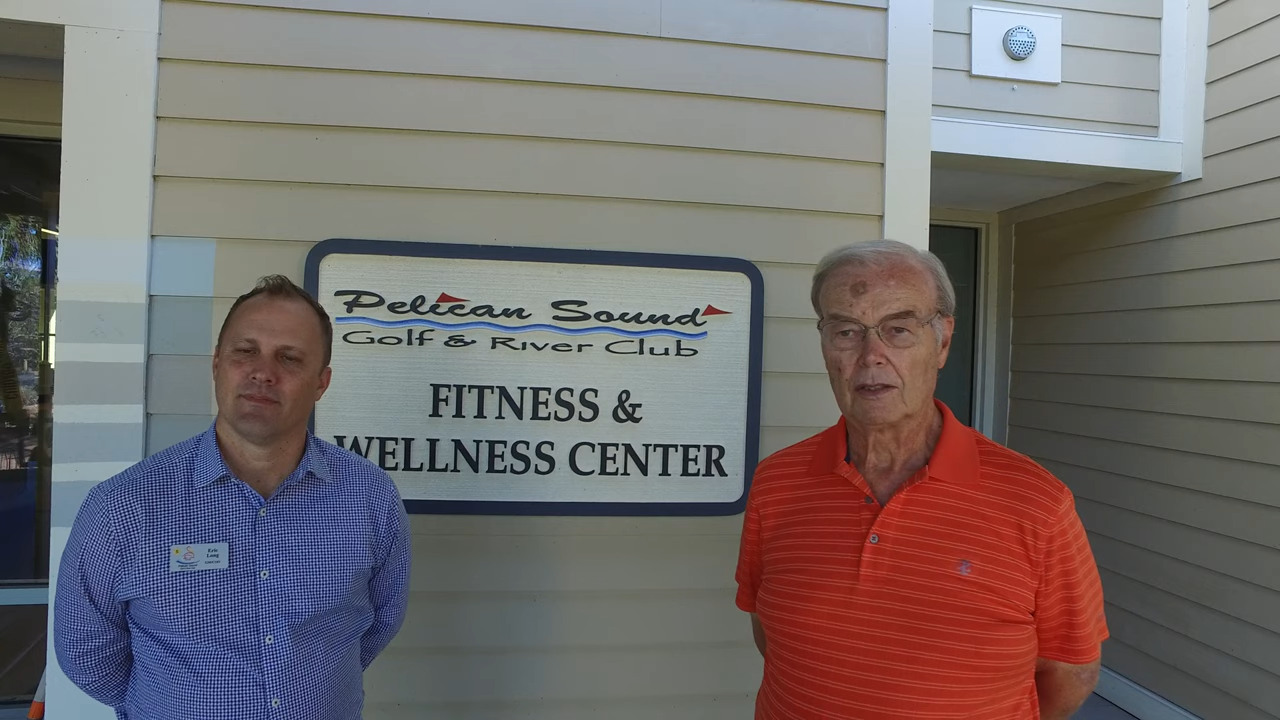 Pelican Sound
Golf & River Club
FITNESS &
WELLNESS CENTER
Eric
Long